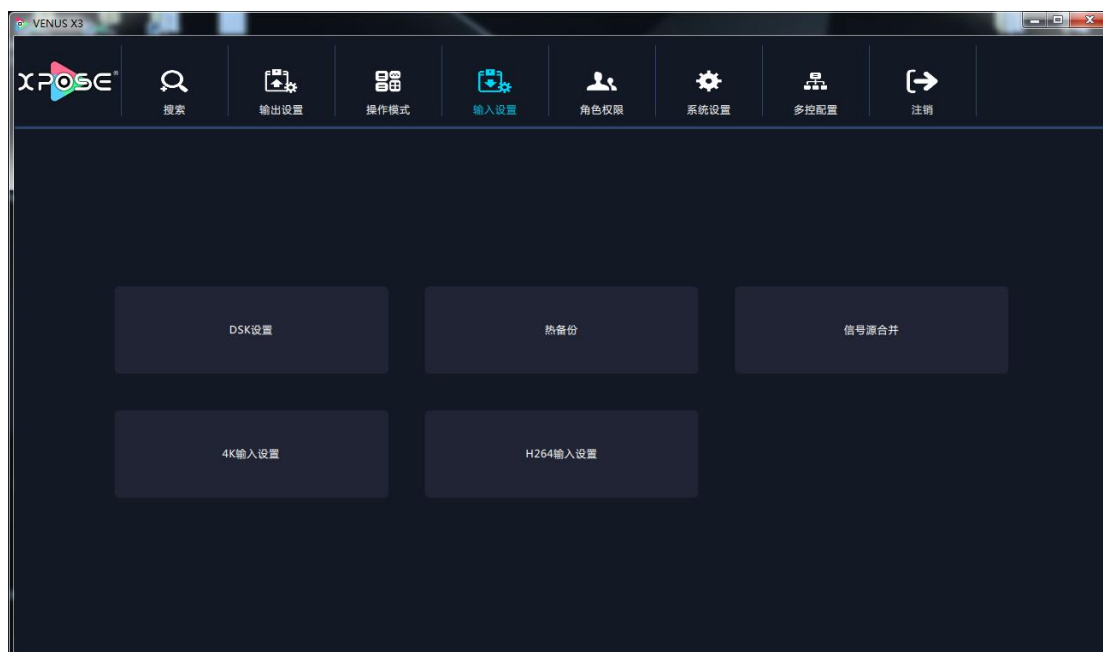 VENUS X3
XPOSE®
搜索
输出设置
操作模式
输入设置
角色权限
系统设置
多控配置
注销
DSK设置
热备份
信号源合并
4K输入设置
H264输入设置